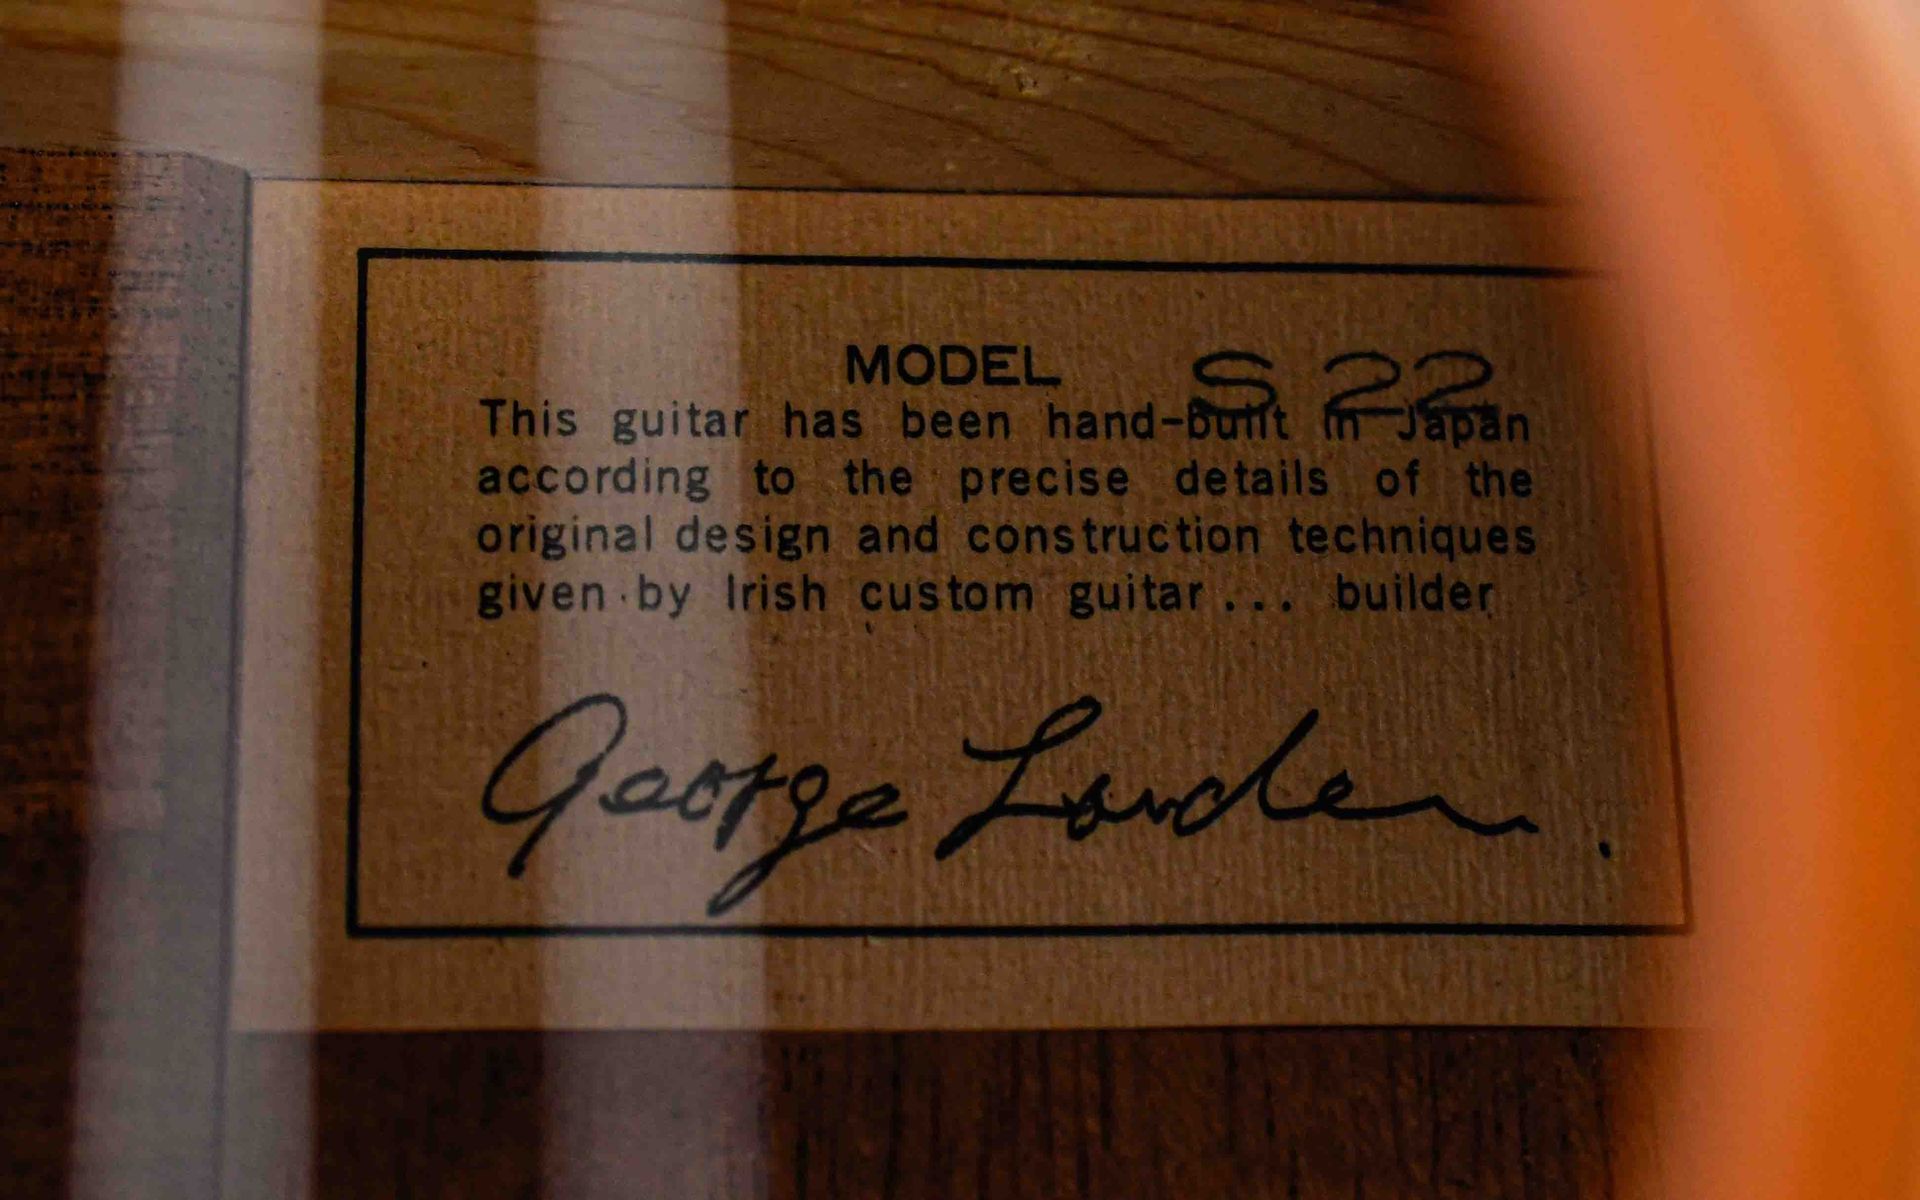 MODEL S 22
This guitar has been hand-built in Japan
according to the precise details of the
original design and construction techniques
given by Irish custom guitar... builder
George Lowden.